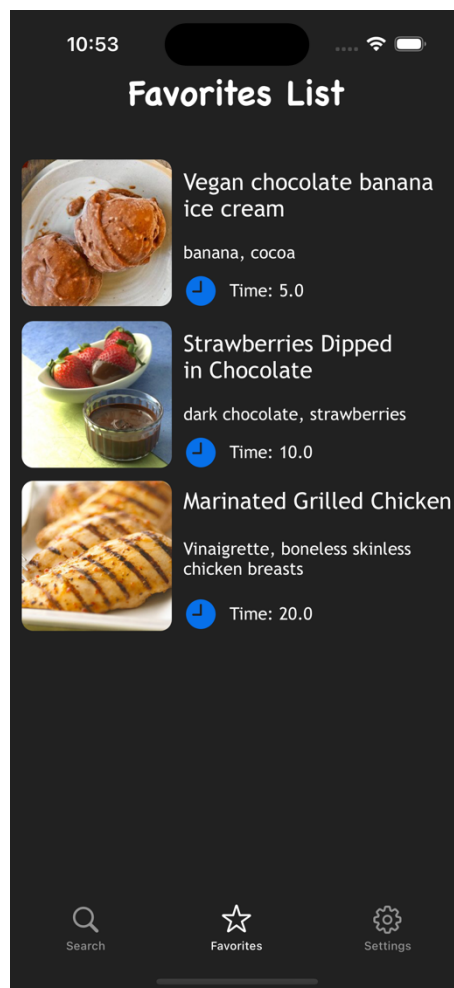 10:53
Favorites List
Vegan chocolate banana
ice cream
banana, cocoa
Time: 5.0
Strawberries Dipped
in Chocolate
dark chocolate, strawberries
Time: 10.0
Marinated Grilled Chicken
Vinaigrette, boneless skinless
chicken breasts
Time: 20.0
Search
Favorites
Settings